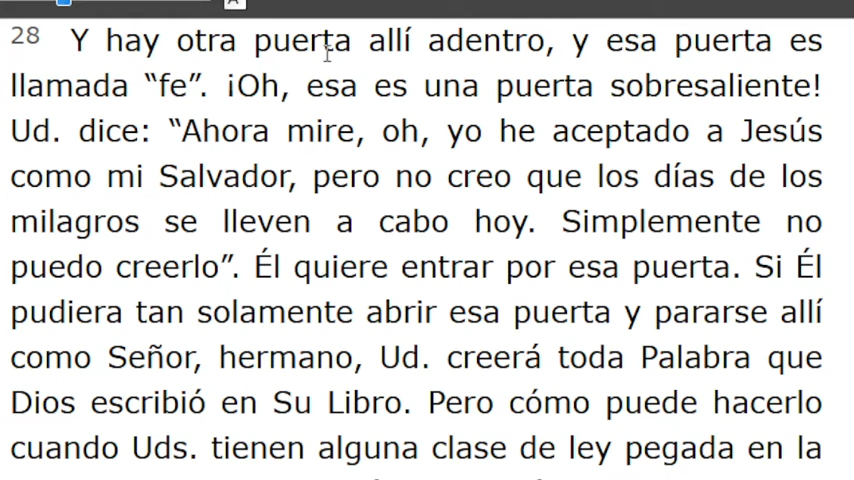 28 Y hay otra puerta allí adentro, y esa puerta es
llamada “fe”. ¡Oh, esa es una puerta sobresaliente!
Ud. dice: “Ahora mire, oh, yo he aceptado a Jesús
como mi Salvador, pero no creo que los días de los
milagros se lleven a cabo hoy. Simplemente no
puedo creerlo”. Él quiere entrar por esa puerta. Si Él
pudiera tan solamente abrir esa puerta y pararse allí
como Señor, hermano, Ud. creerá toda Palabra que
Dios escribió en Su Libro. Pero cómo puede hacerlo
cuando Uds. tienen alguna clase de ley pegada en la